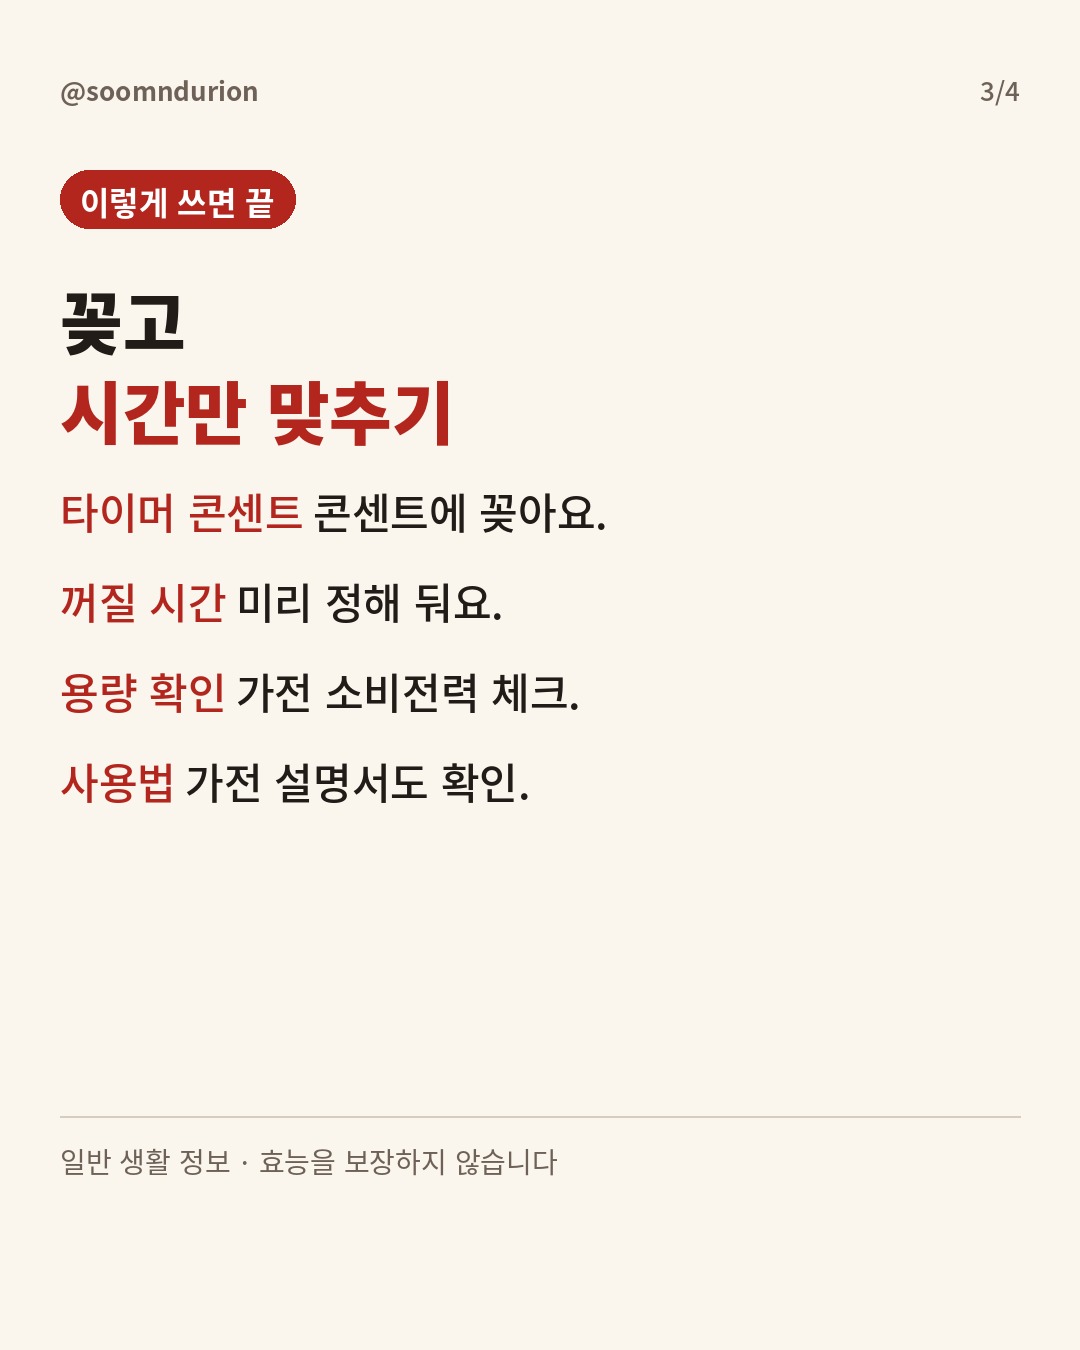 @soomndurion
3/4
이렇게 쓰면 끝
꽂고
시간만 맞추기
타이머 콘센트 콘센트에 꽂아요.
꺼질 시간 미리 정해 둬요.
용량 확인 가전 소비전력 체크.
사용법 가전 설명서도 확인.
일반 생활 정보 · 효능을 보장하지 않습니다